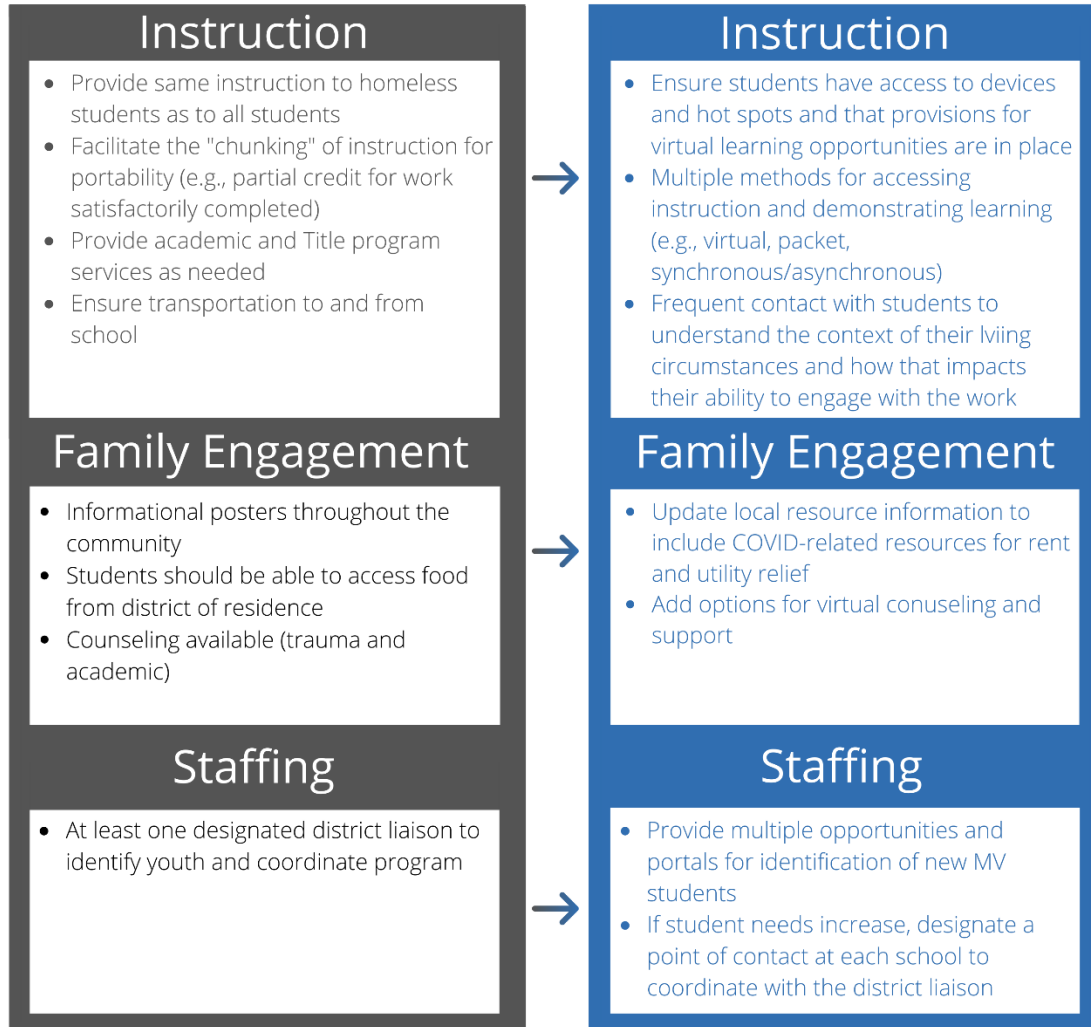 Instruction
• Provide same instruction to homeless
students as to all students
• Facilitate the "chunking" of instruction for
portability (e.g., partial credit for work
satisfactorily completed)
• Provide academic and Title program
services as needed
• Ensure transportation to and from
school
Instruction
• Ensure students have access to devices
and hot spots and that provisions for
virtual learning opportunities are in place
• Multiple methods for accessing
instruction and demonstrating learning
(e.g., virtual, packet,
synchronous/asynchronous)
• Frequent contact with students to
understand the context of their lviing
circumstances and how that impacts
their ability to engage with the work
Family Engagement
• Informational posters throughout the
community
• Students should be able to access food
from district of residence
• Counseling available (trauma and
academic)
Family Engagement
• Update local resource information to
include COVID-related resources for rent
and utility relief
• Add options for virtual conuseling and
support
Staffing
• At least one designated district liaison to
identify youth and coordinate program
Staffing
• Provide multiple opportunities and
portals for identification of new MV
students
• If student needs increase, designate a
point of contact at each school to
coordinate with the district liaison